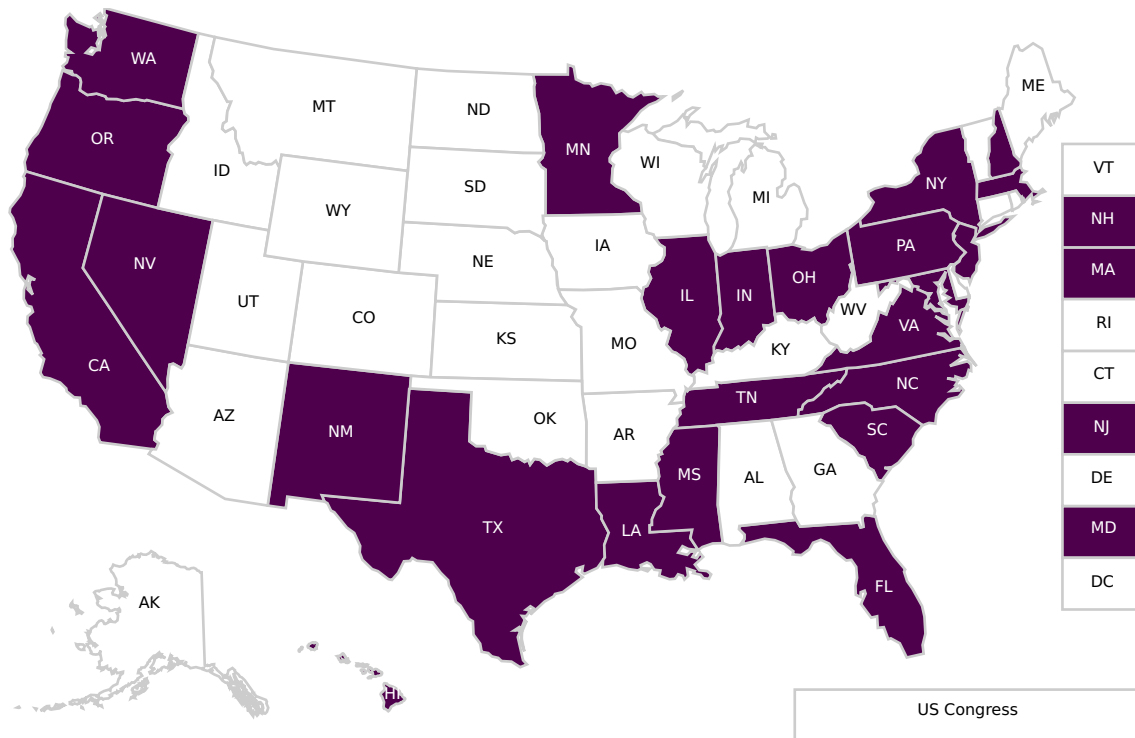 WA
ME
MT
ND
OR
MN
VT
WI
ID
SD
NY
MI
WY
NH
IA
PA
NE
NV
MA
OH
UT
IL
IN
CO
WV
RI
VA
KS
MO
KY
CA
CT
NC
TN
AZ
OK
NM
AR
SC
NJ
GA
MS
AL
DE
TX
LA
MD
DC
FL
AK
HI
US Congress